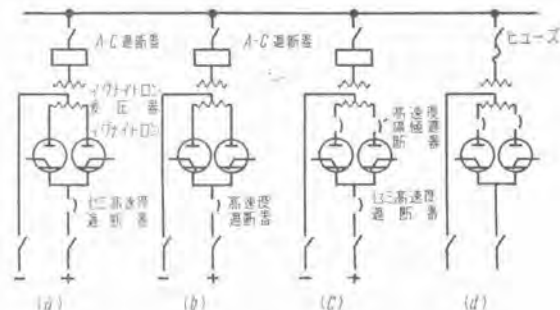 A-C 遮断器
A-C 遮断器
ヒューズ
イグナイトロン
変圧器
イグナイトロン
高速度
陽極遮
断器
セミ高速度
遮断器
高速度
遮断器
セミ高速度
遮断器
− +
− +
− +
(a) (b) (c) (d)